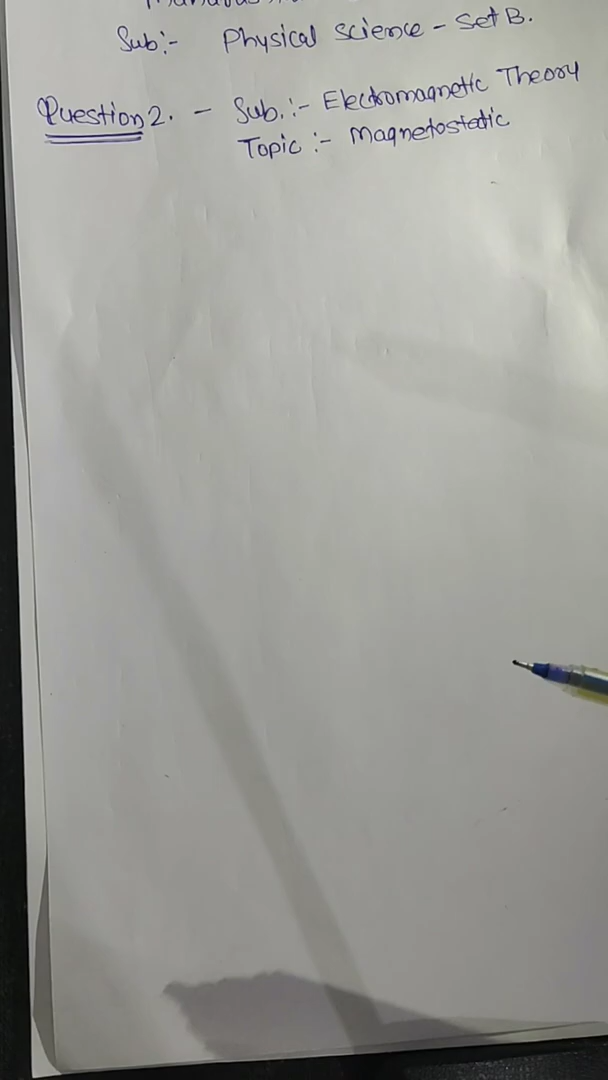 Sub:- Physical science - Set B.
Question 2. - Sub.:- Electromagnetic Theory
Topic :- Magnetostatic